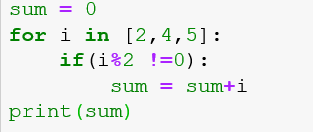 sum = 0
for i in [2,4,5]:
    if(i%2 !=0):
        sum = sum+i
print(sum)